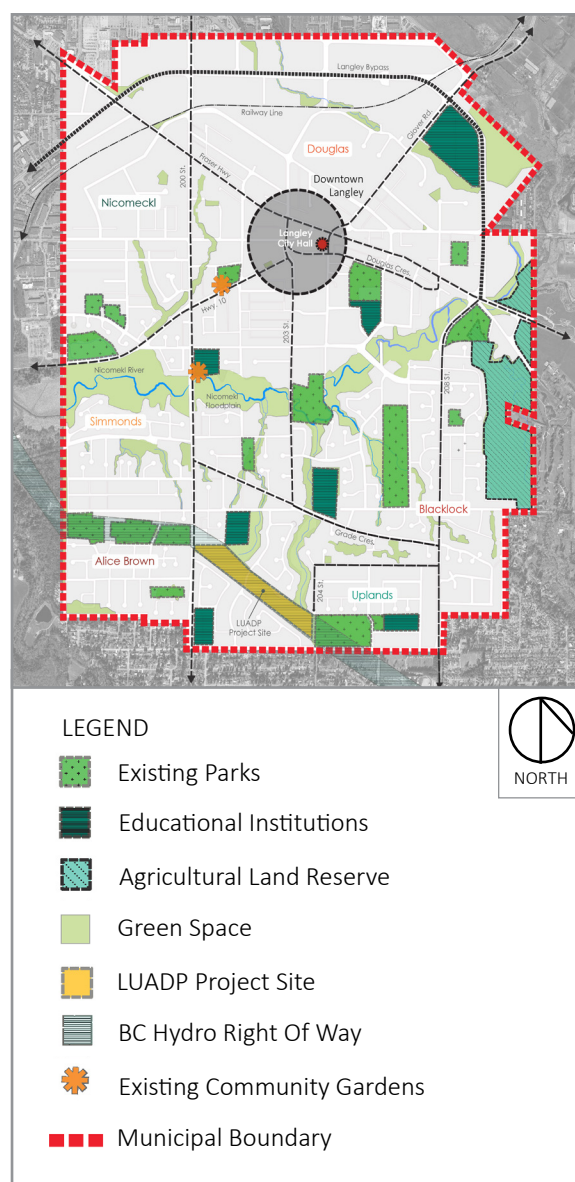 Langley Bypass
Railway Line
Glover Rd.
Douglas
Fraser Hwy
200 St.
Downtown
Langley
Nicomeckl
Langley
City Hall
Douglas Cres.
Hwy. 10
203 St.
208 St.
Nicomekl River
Nicomekl
Floodplain
Simmonds
Blacklock
Grade Cres.
Alice Brown
204 St.
Uplands
LUADP
Project Site
LEGEND
NORTH
Existing Parks
Educational Institutions
Agricultural Land Reserve
Green Space
LUADP Project Site
BC Hydro Right Of Way
Existing Community Gardens
Municipal Boundary